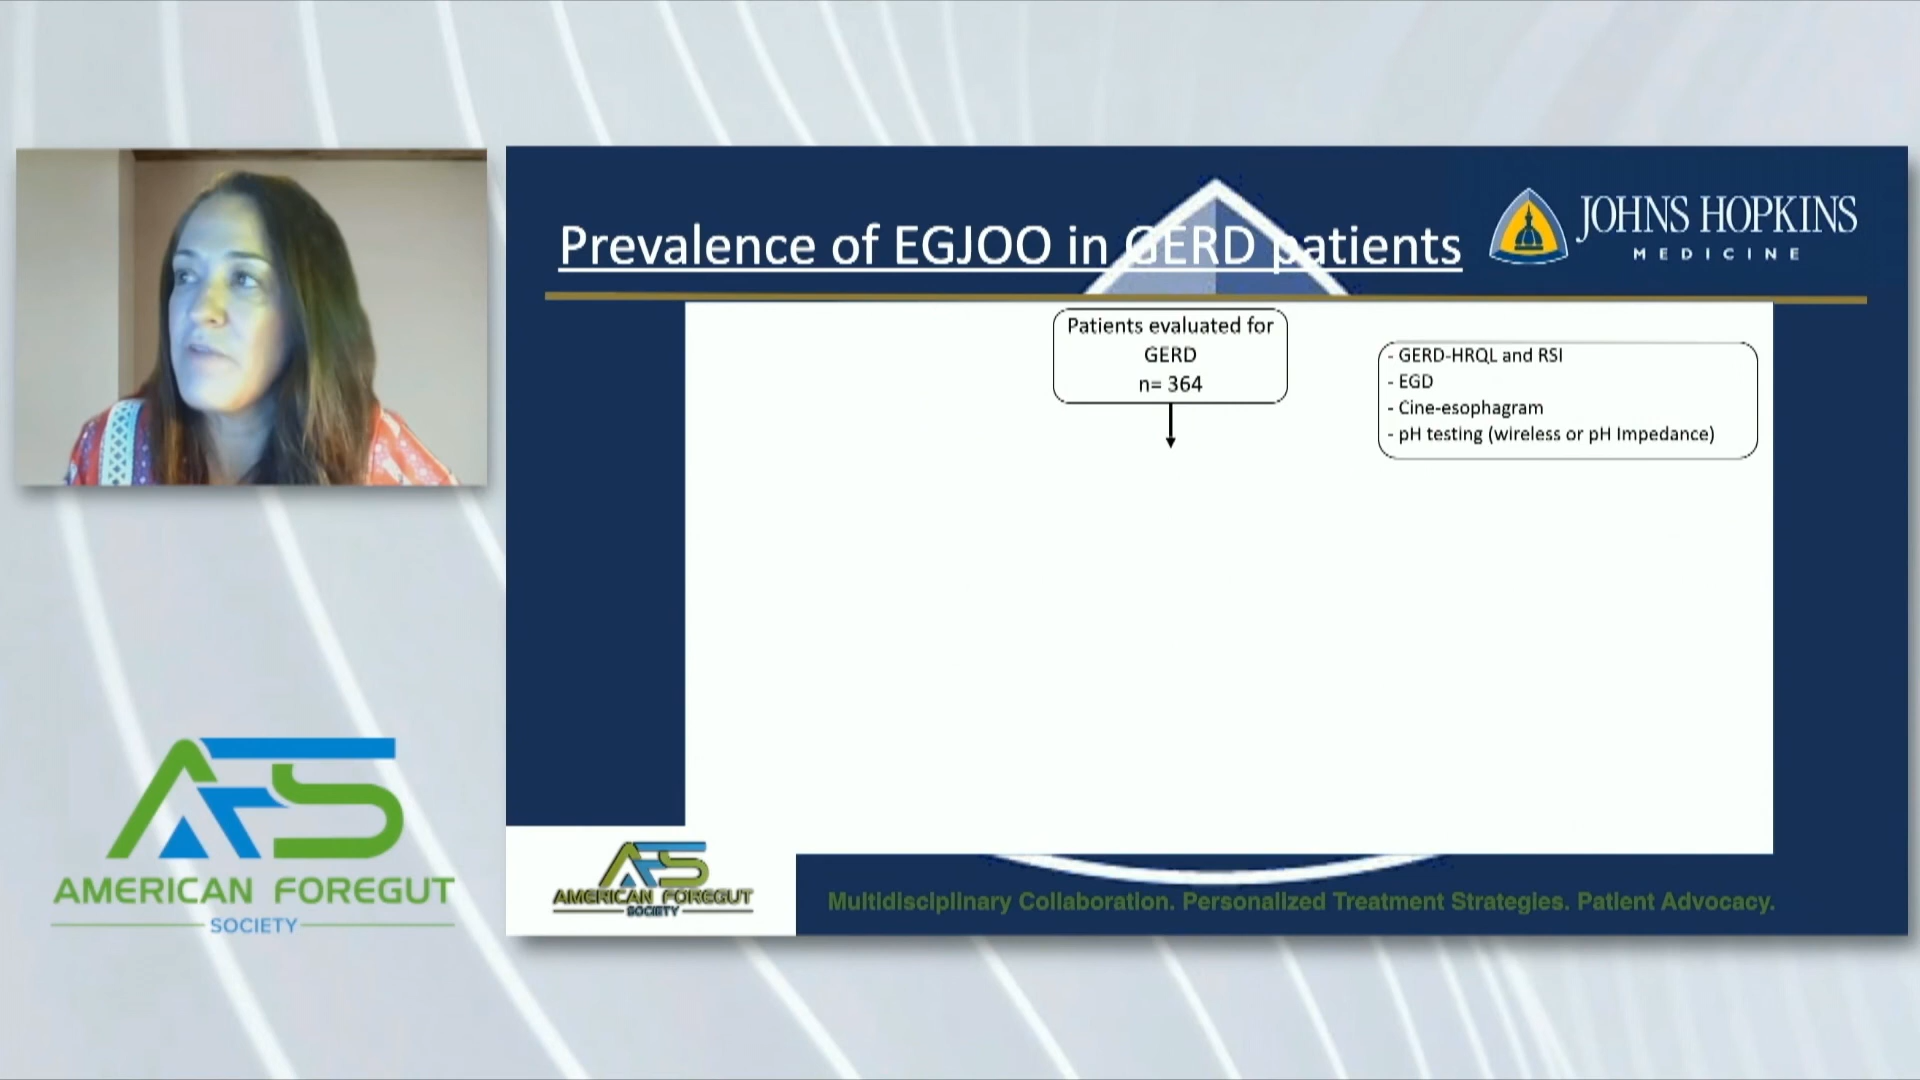 Prevalence of EGJOO in GERD patients
JOHNS HOPKINS
MEDICINE
Patients evaluated for
GERD
n= 364
- GERD-HRQL and RSI
- EGD
- Cine-esophagram
- pH testing (wireless or pH Impedance)
AFS
AMERICAN FOREGUT
SOCIETY
AFS
AMERICAN FOREGUT
SOCIETY
Multidisciplinary Collaboration. Personalized Treatment Strategies. Patient Advocacy.